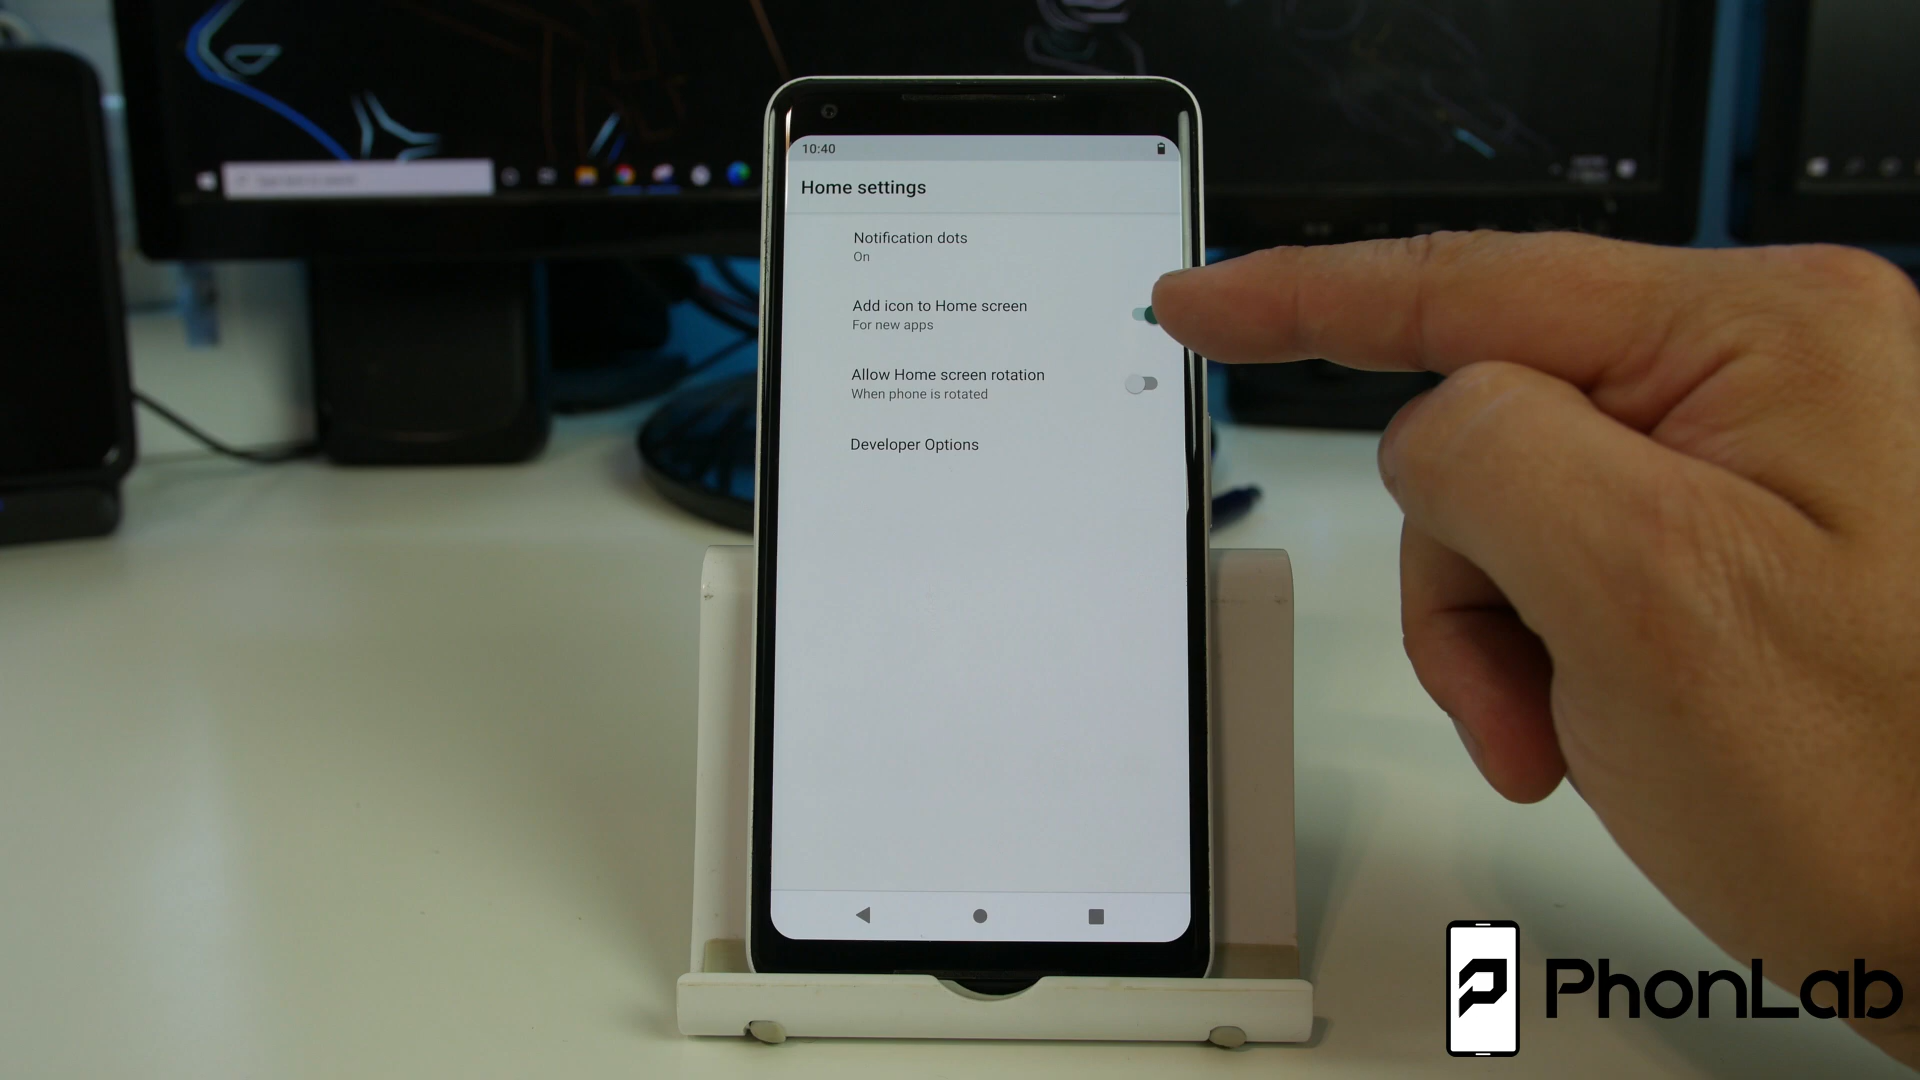 10:40
Home settings
Notification dots
On
Add icon to Home screen
For new apps
Allow Home screen rotation
When phone is rotated
Developer Options
PhonLab